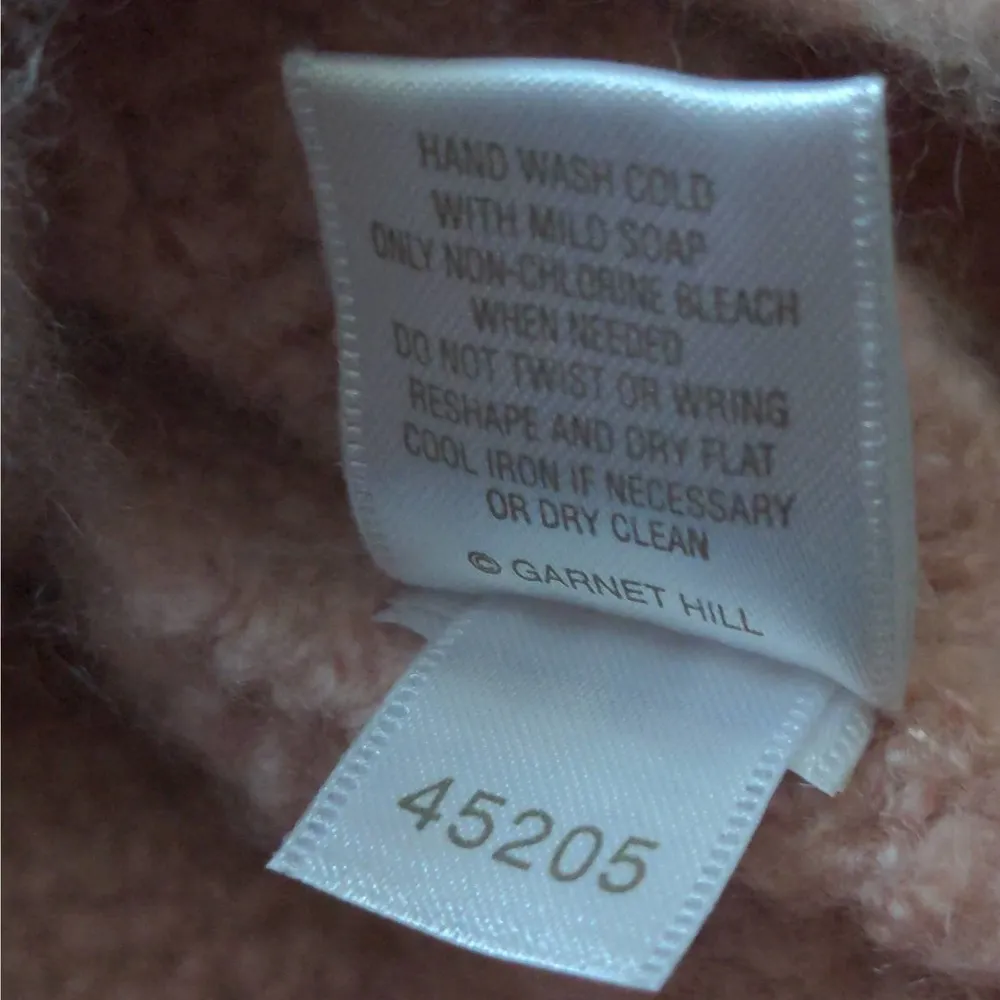 HAND WASH COLD
WITH MILD SOAP
ONLY NON-CHLORINE BLEACH
WHEN NEEDED
DO NOT TWIST OR WRING
RESHAPE AND DRY FLAT
COOL IRON IF NECESSARY
OR DRY CLEAN
© GARNET HILL
45205